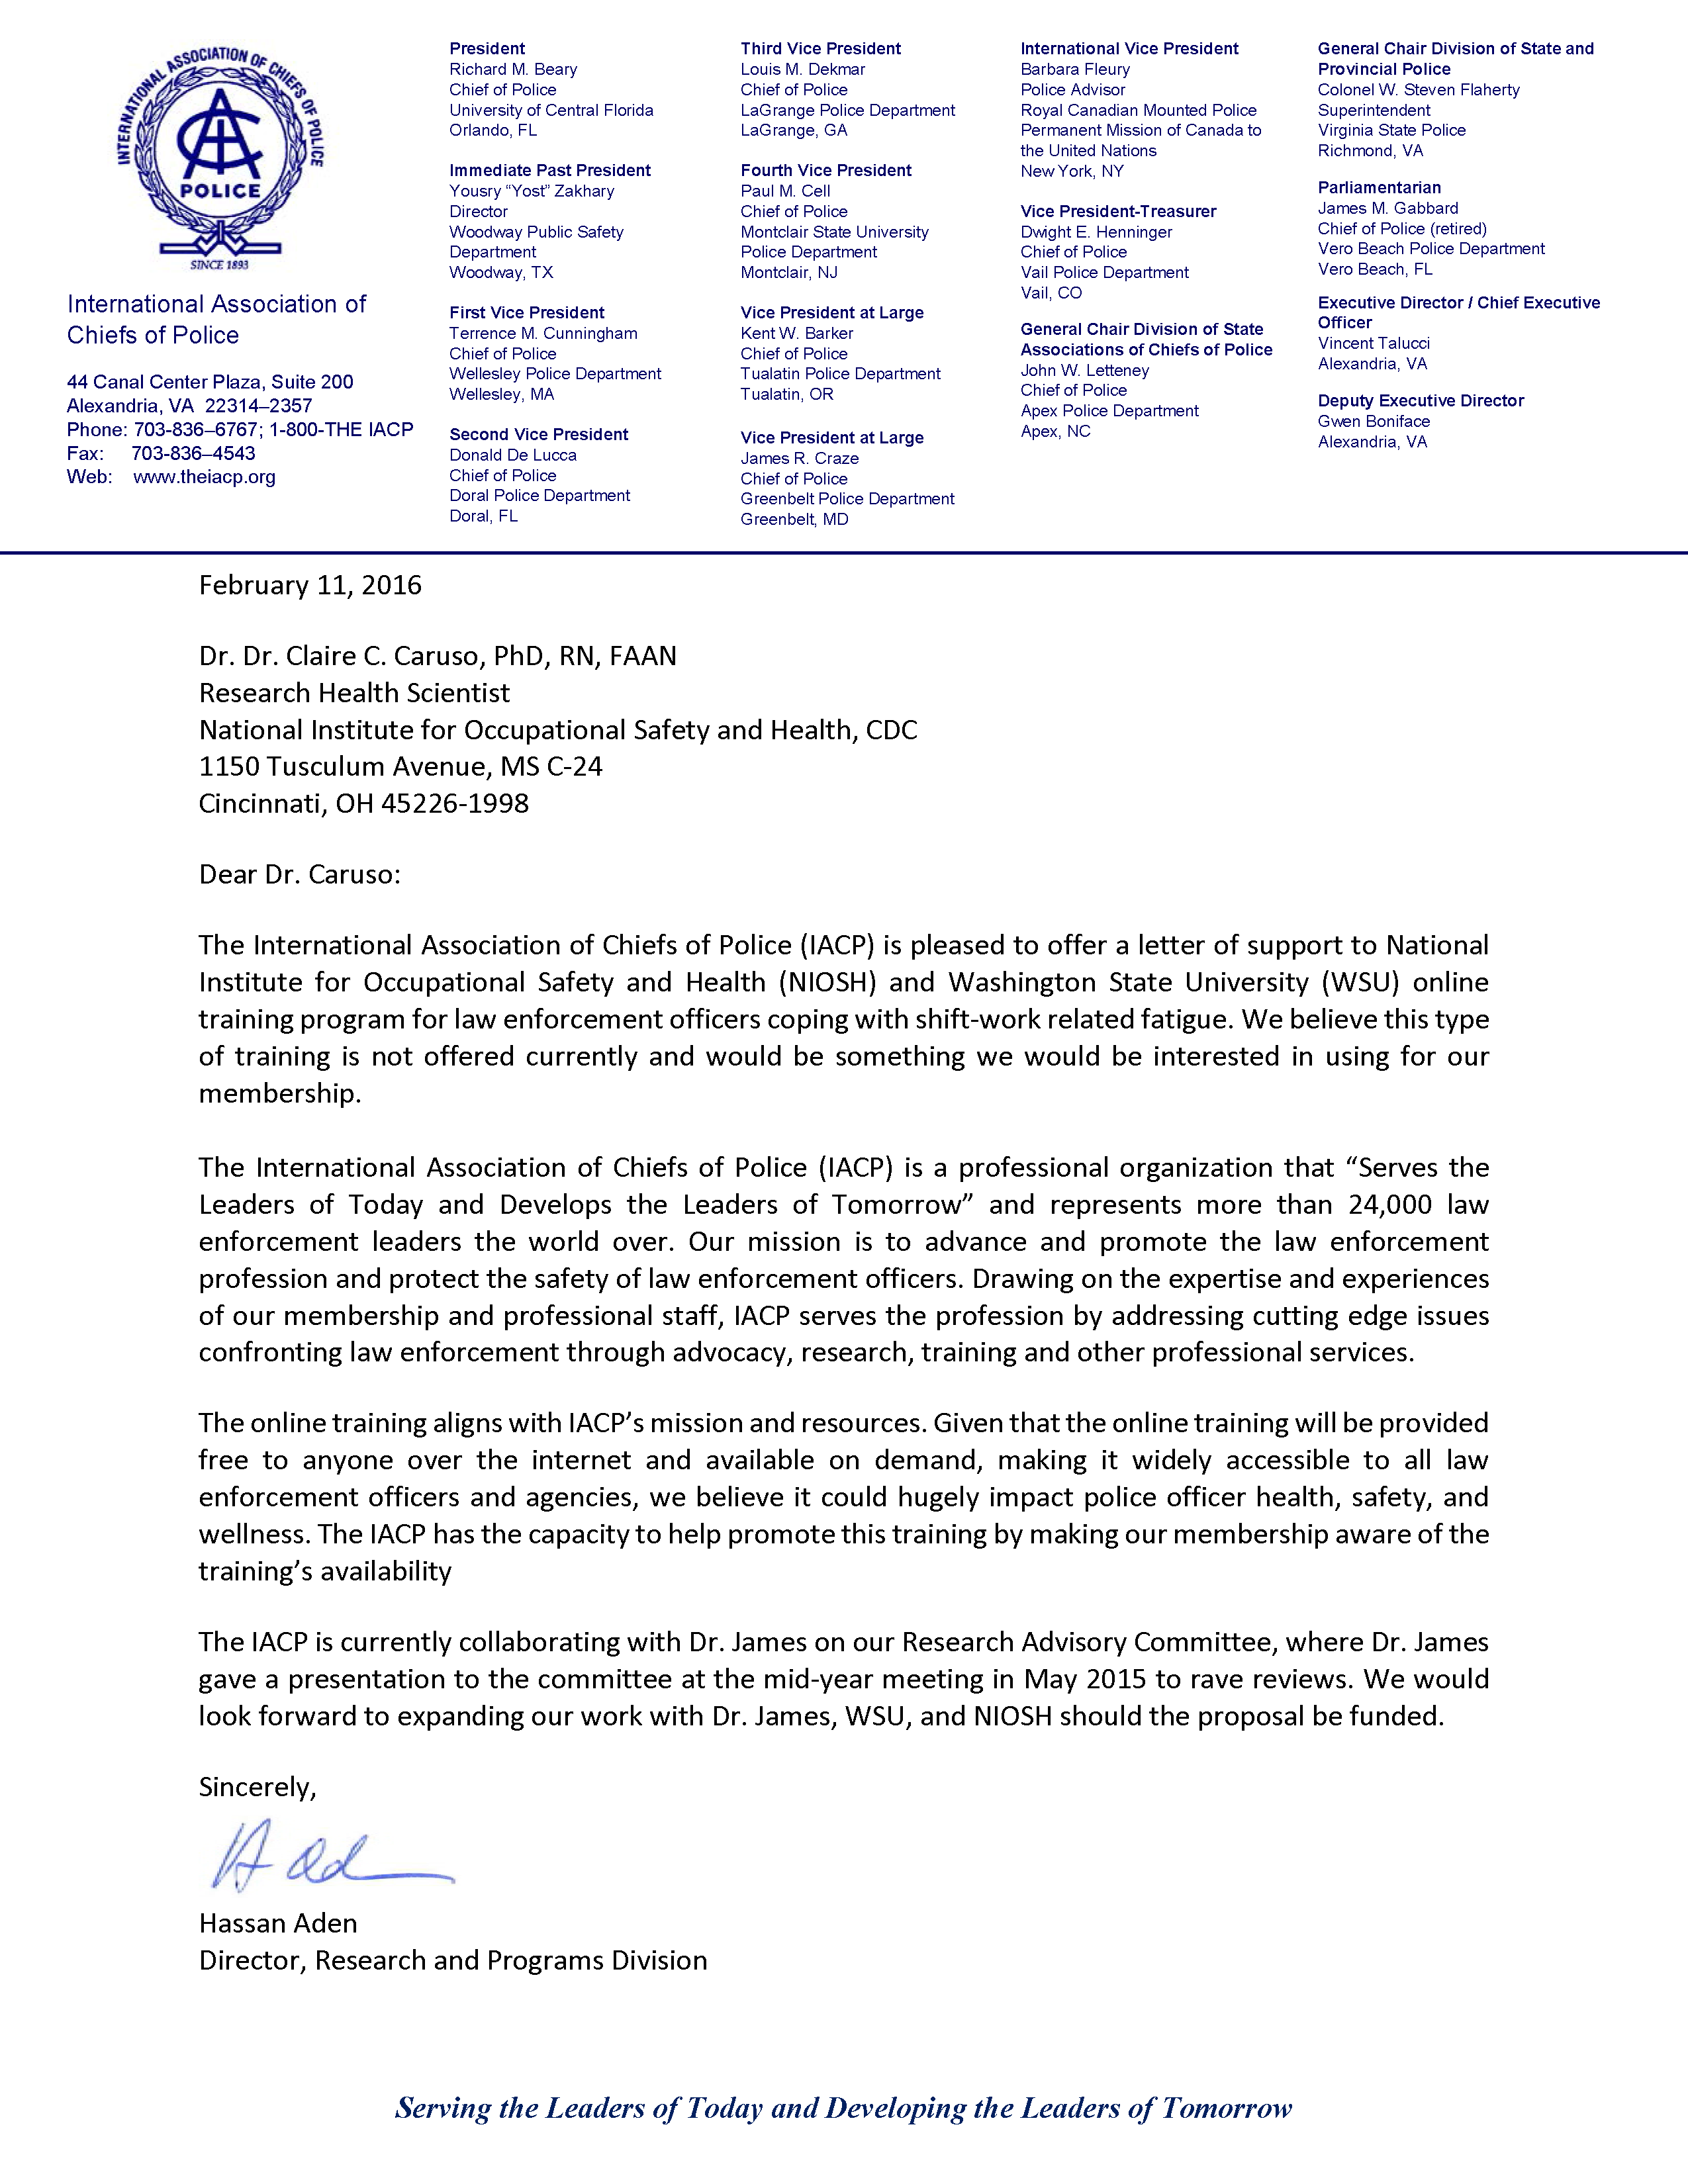 INTERNATIONAL ASSOCIATION OF CHIEFS OF POLICE
POLICE
SINCE 1893
International Association of
Chiefs of Police
44 Canal Center Plaza, Suite 200
Alexandria, VA 22314–2357
Phone: 703-836–6767; 1-800-THE IACP
Fax: 703-836–4543
Web: www.theiacp.org
President
Richard M. Beary
Chief of Police
University of Central Florida
Orlando, FL
Immediate Past President
Yousry “Yost” Zakhary
Director
Woodway Public Safety
Department
Woodway, TX
First Vice President
Terrence M. Cunningham
Chief of Police
Wellesley Police Department
Wellesley, MA
Second Vice President
Donald De Lucca
Chief of Police
Doral Police Department
Doral, FL
Third Vice President
Louis M. Dekmar
Chief of Police
LaGrange Police Department
LaGrange, GA
Fourth Vice President
Paul M. Cell
Chief of Police
Montclair State University
Police Department
Montclair, NJ
Vice President at Large
Kent W. Barker
Chief of Police
Tualatin Police Department
Tualatin, OR
Vice President at Large
James R. Craze
Chief of Police
Greenbelt Police Department
Greenbelt, MD
International Vice President
Barbara Fleury
Police Advisor
Royal Canadian Mounted Police
Permanent Mission of Canada to
the United Nations
New York, NY
Vice President-Treasurer
Dwight E. Henninger
Chief of Police
Vail Police Department
Vail, CO
General Chair Division of State
Associations of Chiefs of Police
John W. Letteney
Chief of Police
Apex Police Department
Apex, NC
General Chair Division of State and
Provincial Police
Colonel W. Steven Flaherty
Superintendent
Virginia State Police
Richmond, VA
Parliamentarian
James M. Gabbard
Chief of Police (retired)
Vero Beach Police Department
Vero Beach, FL
Executive Director / Chief Executive
Officer
Vincent Talucci
Alexandria, VA
Deputy Executive Director
Gwen Boniface
Alexandria, VA
February 11, 2016
Dr. Dr. Claire C. Caruso, PhD, RN, FAAN
Research Health Scientist
National Institute for Occupational Safety and Health, CDC
1150 Tusculum Avenue, MS C-24
Cincinnati, OH 45226-1998
Dear Dr. Caruso:
The International Association of Chiefs of Police (IACP) is pleased to offer a letter of support to National
Institute for Occupational Safety and Health (NIOSH) and Washington State University (WSU) online
training program for law enforcement officers coping with shift-work related fatigue. We believe this type
of training is not offered currently and would be something we would be interested in using for our
membership.
The International Association of Chiefs of Police (IACP) is a professional organization that “Serves the
Leaders of Today and Develops the Leaders of Tomorrow” and represents more than 24,000 law
enforcement leaders the world over. Our mission is to advance and promote the law enforcement
profession and protect the safety of law enforcement officers. Drawing on the expertise and experiences
of our membership and professional staff, IACP serves the profession by addressing cutting edge issues
confronting law enforcement through advocacy, research, training and other professional services.
The online training aligns with IACP’s mission and resources. Given that the online training will be provided
free to anyone over the internet and available on demand, making it widely accessible to all law
enforcement officers and agencies, we believe it could hugely impact police officer health, safety, and
wellness. The IACP has the capacity to help promote this training by making our membership aware of the
training’s availability
The IACP is currently collaborating with Dr. James on our Research Advisory Committee, where Dr. James
gave a presentation to the committee at the mid-year meeting in May 2015 to rave reviews. We would
look forward to expanding our work with Dr. James, WSU, and NIOSH should the proposal be funded.
Sincerely,
Hassan Aden
Director, Research and Programs Division
Serving the Leaders of Today and Developing the Leaders of Tomorrow